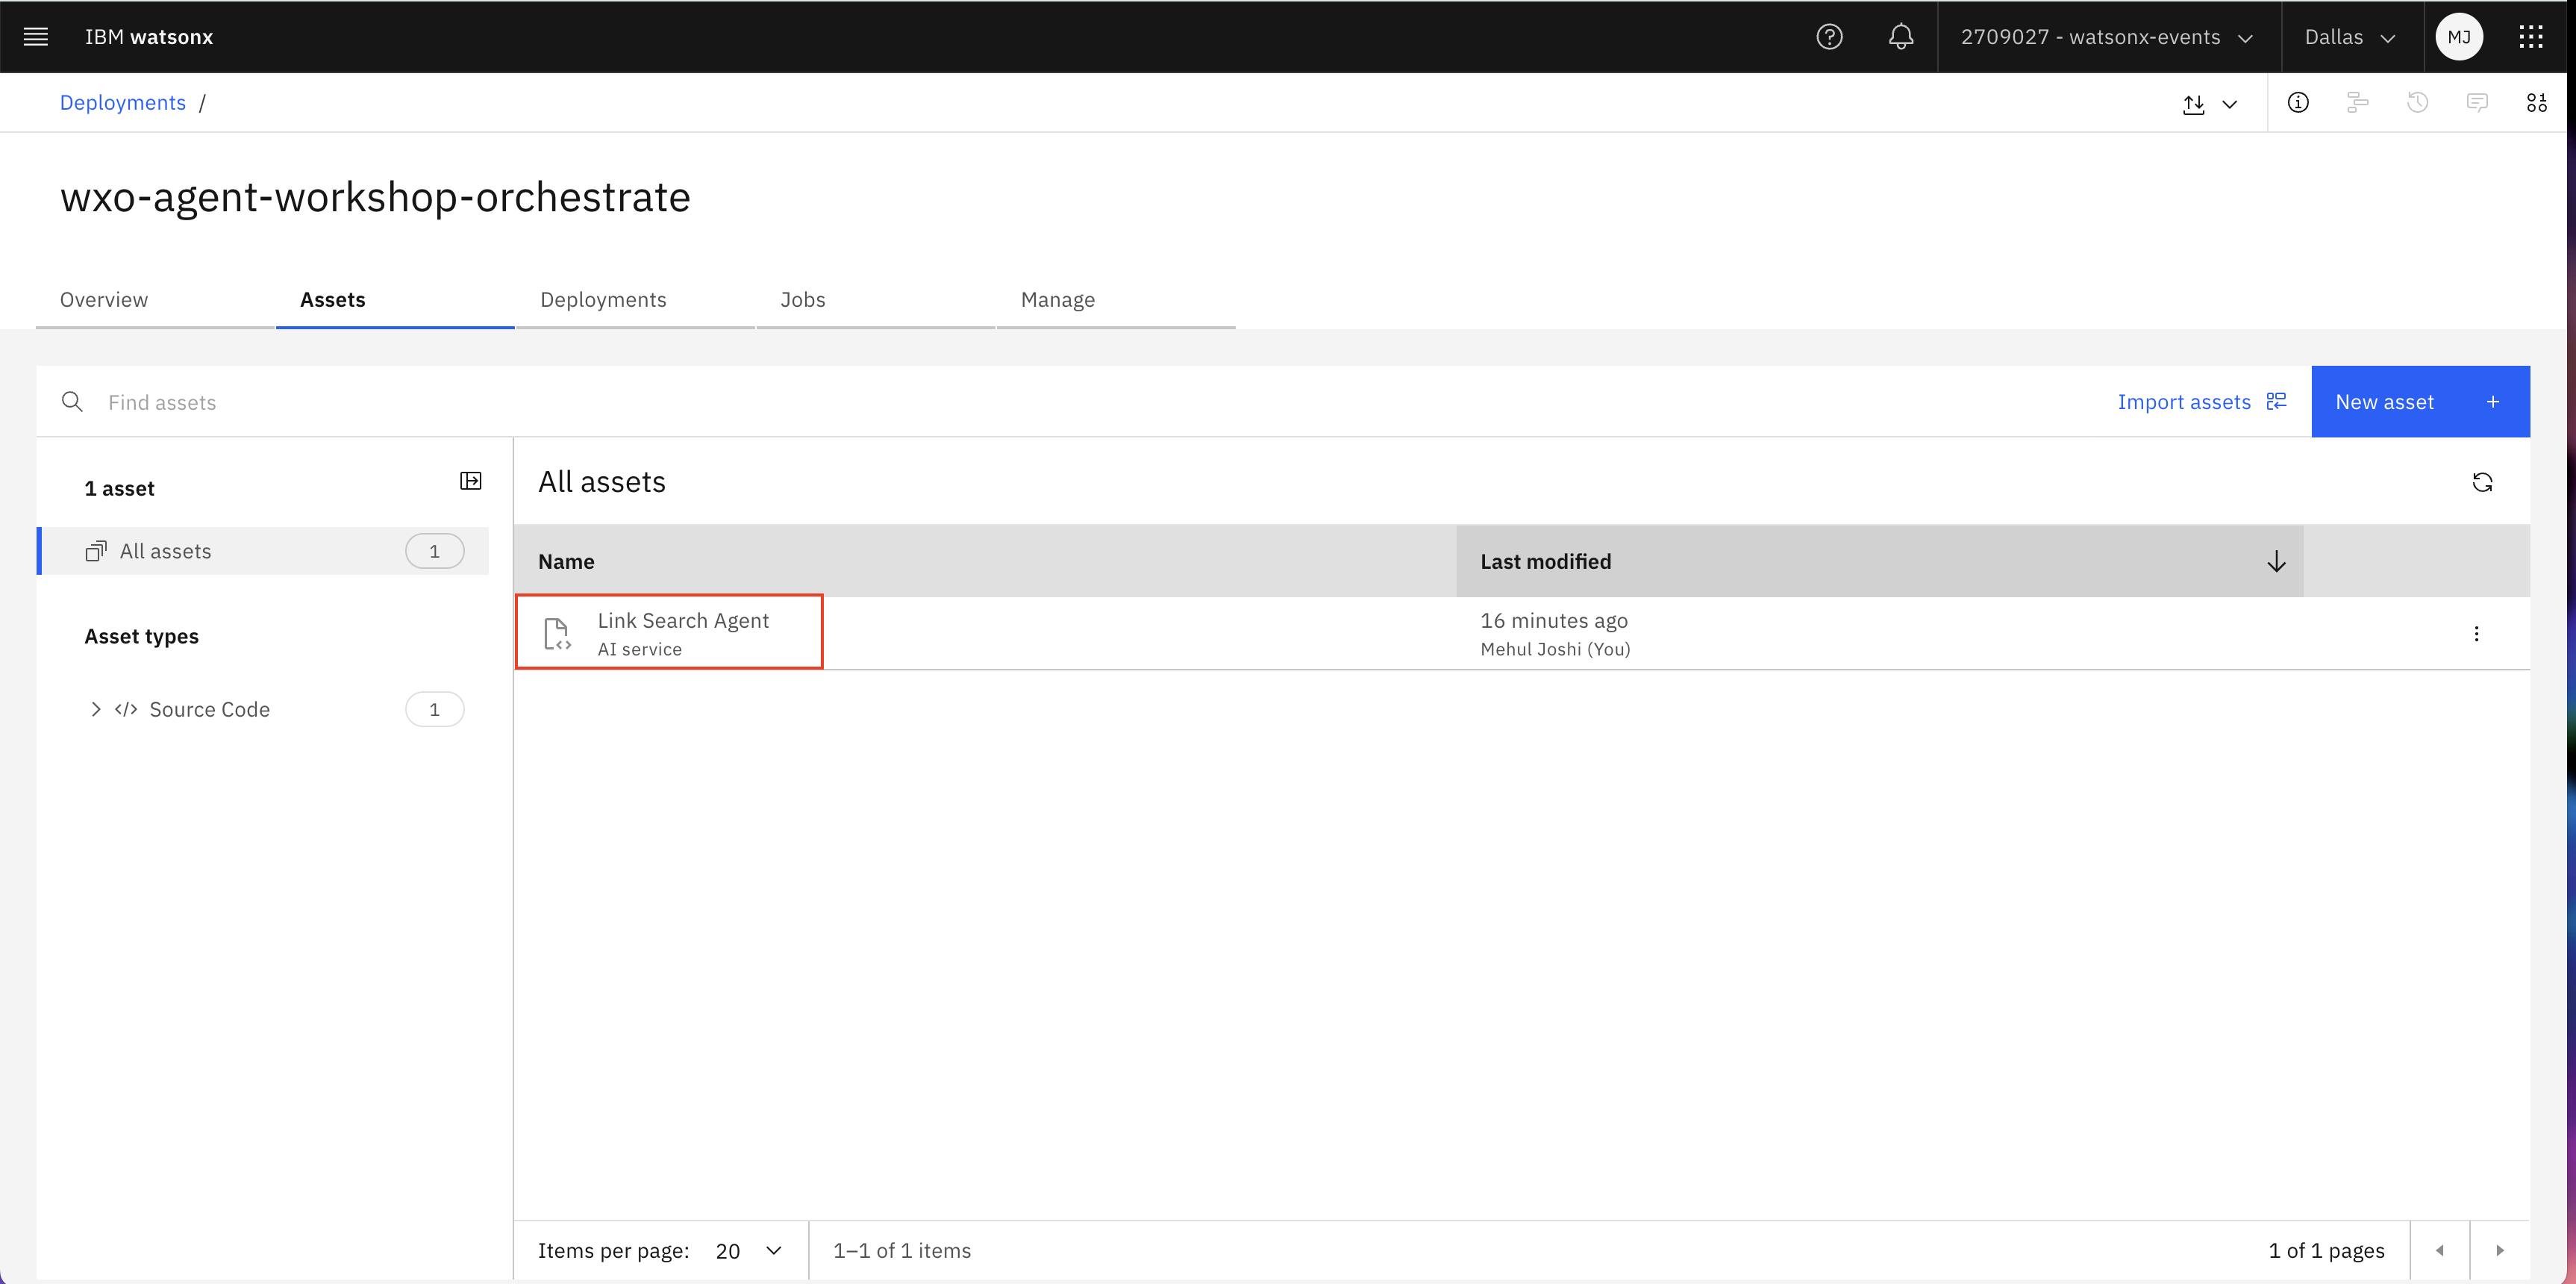 IBM watsonx
2709027 - watsonx-events
Dallas
MJ
Deployments /
wxo-agent-workshop-orchestrate
Overview
Assets
Deployments
Jobs
Manage
Find assets
Import assets
New asset +
1 asset
All assets 1
Asset types
Source Code 1
All assets
Name
Last modified
Link Search Agent
AI service
16 minutes ago
Mehul Joshi (You)
Items per page: 20
1–1 of 1 items
1 of 1 pages